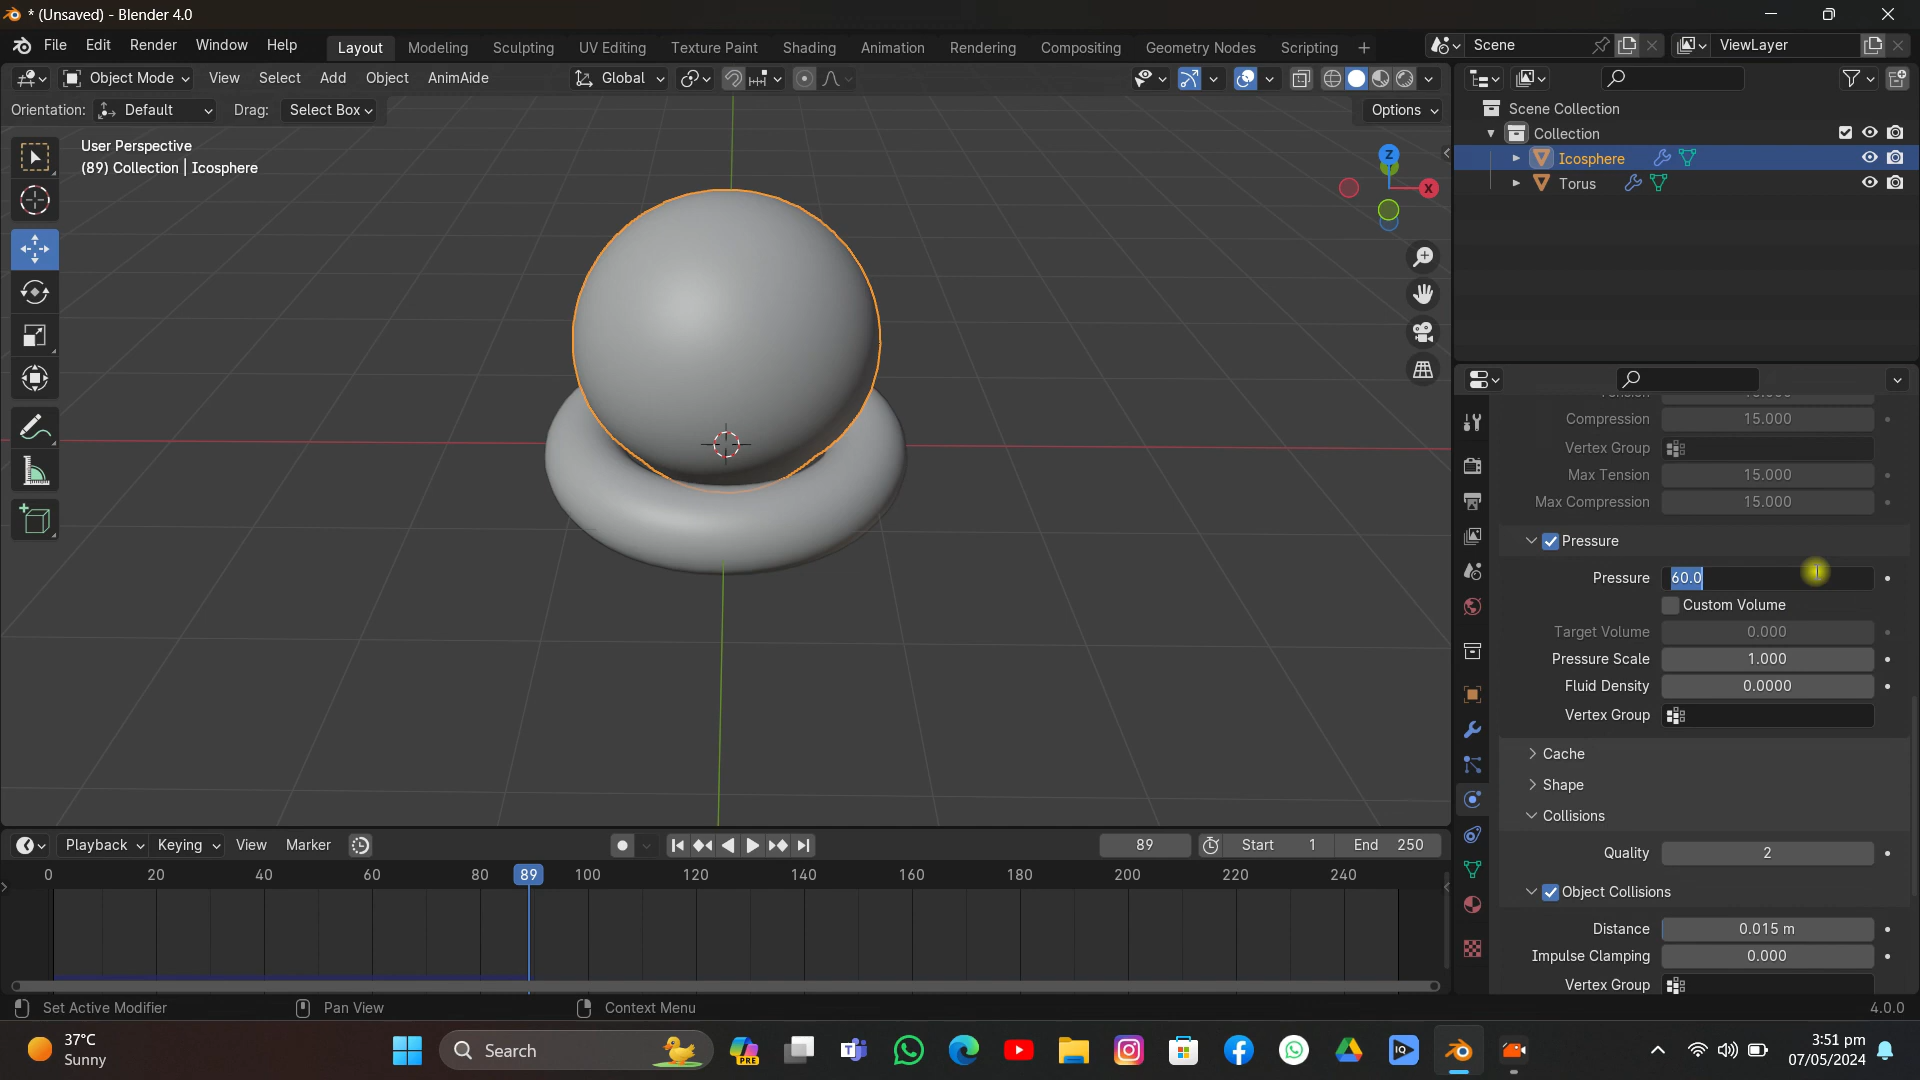 * (Unsaved) - Blender 4.0
File Edit Render Window Help
Layout Modeling Sculpting UV Editing Texture Paint Shading Animation Rendering Compositing Geometry Nodes Scripting +
Scene
ViewLayer
Object Mode View Select Add Object AnimAide
Global
Orientation: Default Drag: Select Box
Options
User Perspective
(89) Collection | Icosphere
Z
X
Scene Collection
Collection
Icosphere
Torus
Tension
Compression 15.000
Vertex Group
Max Tension 15.000
Max Compression 15.000
Pressure
Pressure 60.0
Custom Volume
Target Volume 0.000
Pressure Scale 1.000
Fluid Density 0.0000
Vertex Group
Cache
Shape
Collisions
Quality 2
Object Collisions
Distance 0.015 m
Impulse Clamping 0.000
Vertex Group
Playback Keying View Marker
89 Start 1 End 250
0 20 40 60 80 89 100 120 140 160 180 200 220 240
Set Active Modifier Pan View Context Menu
4.0.0
37°C
Sunny
Search
PRE
IQ
3:51 pm
07/05/2024